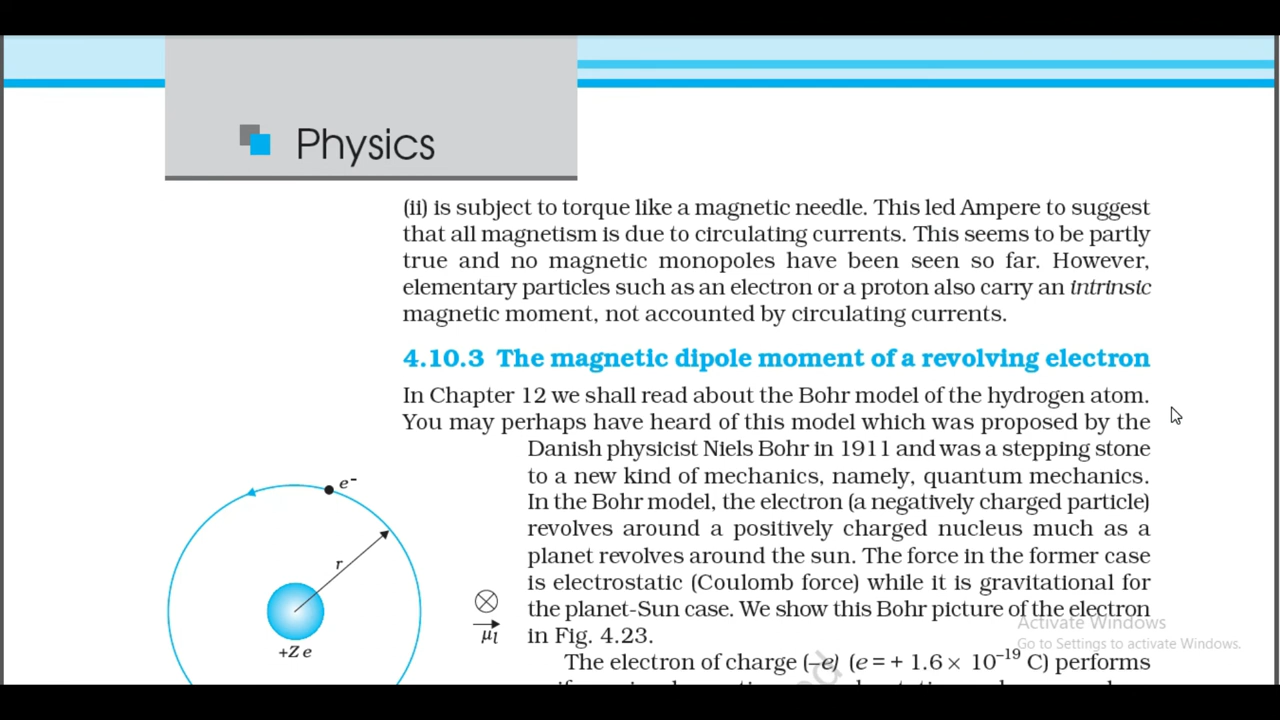 Physics
(ii) is subject to torque like a magnetic needle. This led Ampere to suggest
that all magnetism is due to circulating currents. This seems to be partly
true and no magnetic monopoles have been seen so far. However,
elementary particles such as an electron or a proton also carry an intrinsic
magnetic moment, not accounted by circulating currents.
4.10.3 The magnetic dipole moment of a revolving electron
In Chapter 12 we shall read about the Bohr model of the hydrogen atom.
You may perhaps have heard of this model which was proposed by the
Danish physicist Niels Bohr in 1911 and was a stepping stone
to a new kind of mechanics, namely, quantum mechanics.
In the Bohr model, the electron (a negatively charged particle)
revolves around a positively charged nucleus much as a
planet revolves around the sun. The force in the former case
is electrostatic (Coulomb force) while it is gravitational for
the planet-Sun case. We show this Bohr picture of the electron
in Fig. 4.23.
The electron of charge (–e) (e = + 1.6 × 10⁻¹⁹ C) performs
e⁻
r
+Z e
μₗ
Activate Windows
Go to Settings to activate Windows.